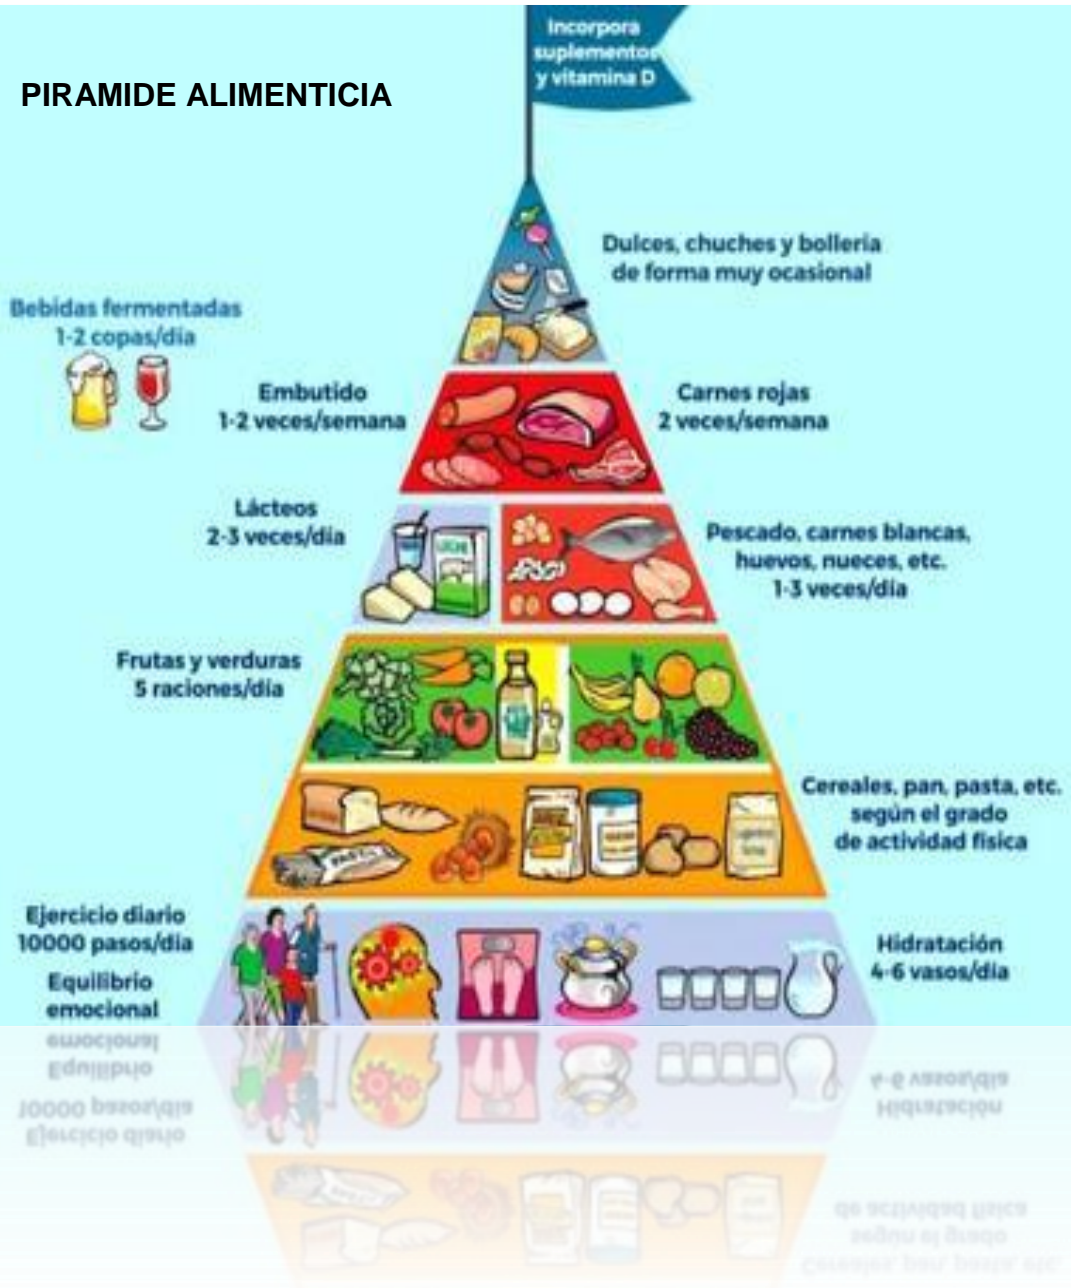 Incorpora
suplementos
y vitamina D
PIRAMIDE ALIMENTICIA
Dulces, chuches y bollería
de forma muy ocasional
Bebidas fermentadas
1-2 copas/día
Embutido
1-2 veces/semana
Carnes rojas
2 veces/semana
Lácteos
2-3 veces/día
LECHE
Pescado, carnes blancas,
huevos, nueces, etc.
1-3 veces/día
Frutas y verduras
5 raciones/día
Cereales, pan, pasta, etc.
según el grado
de actividad física
PASTA
Ejercicio diario
10000 pasos/día
Equilibrio
emocional
Hidratación
4-6 vasos/día